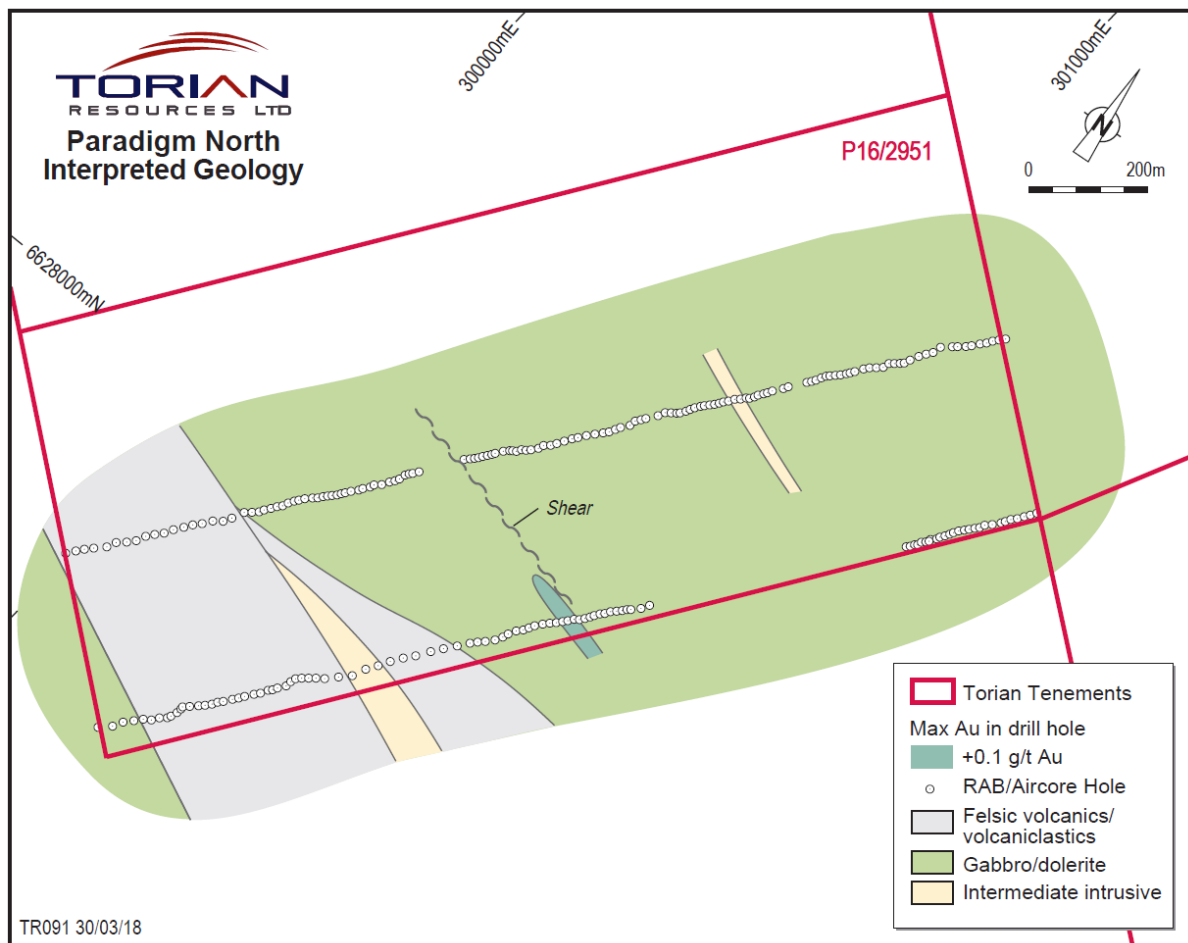 TORIAN
RESOURCES LTD
Paradigm North
Interpreted Geology
300000mE
301000mE
N
0 200m
P16/2951
6628000mN
Shear
Torian Tenements
Max Au in drill hole
+0.1 g/t Au
RAB/Aircore Hole
Felsic volcanics/
volcaniclastics
Gabbro/dolerite
Intermediate intrusive
TR091 30/03/18